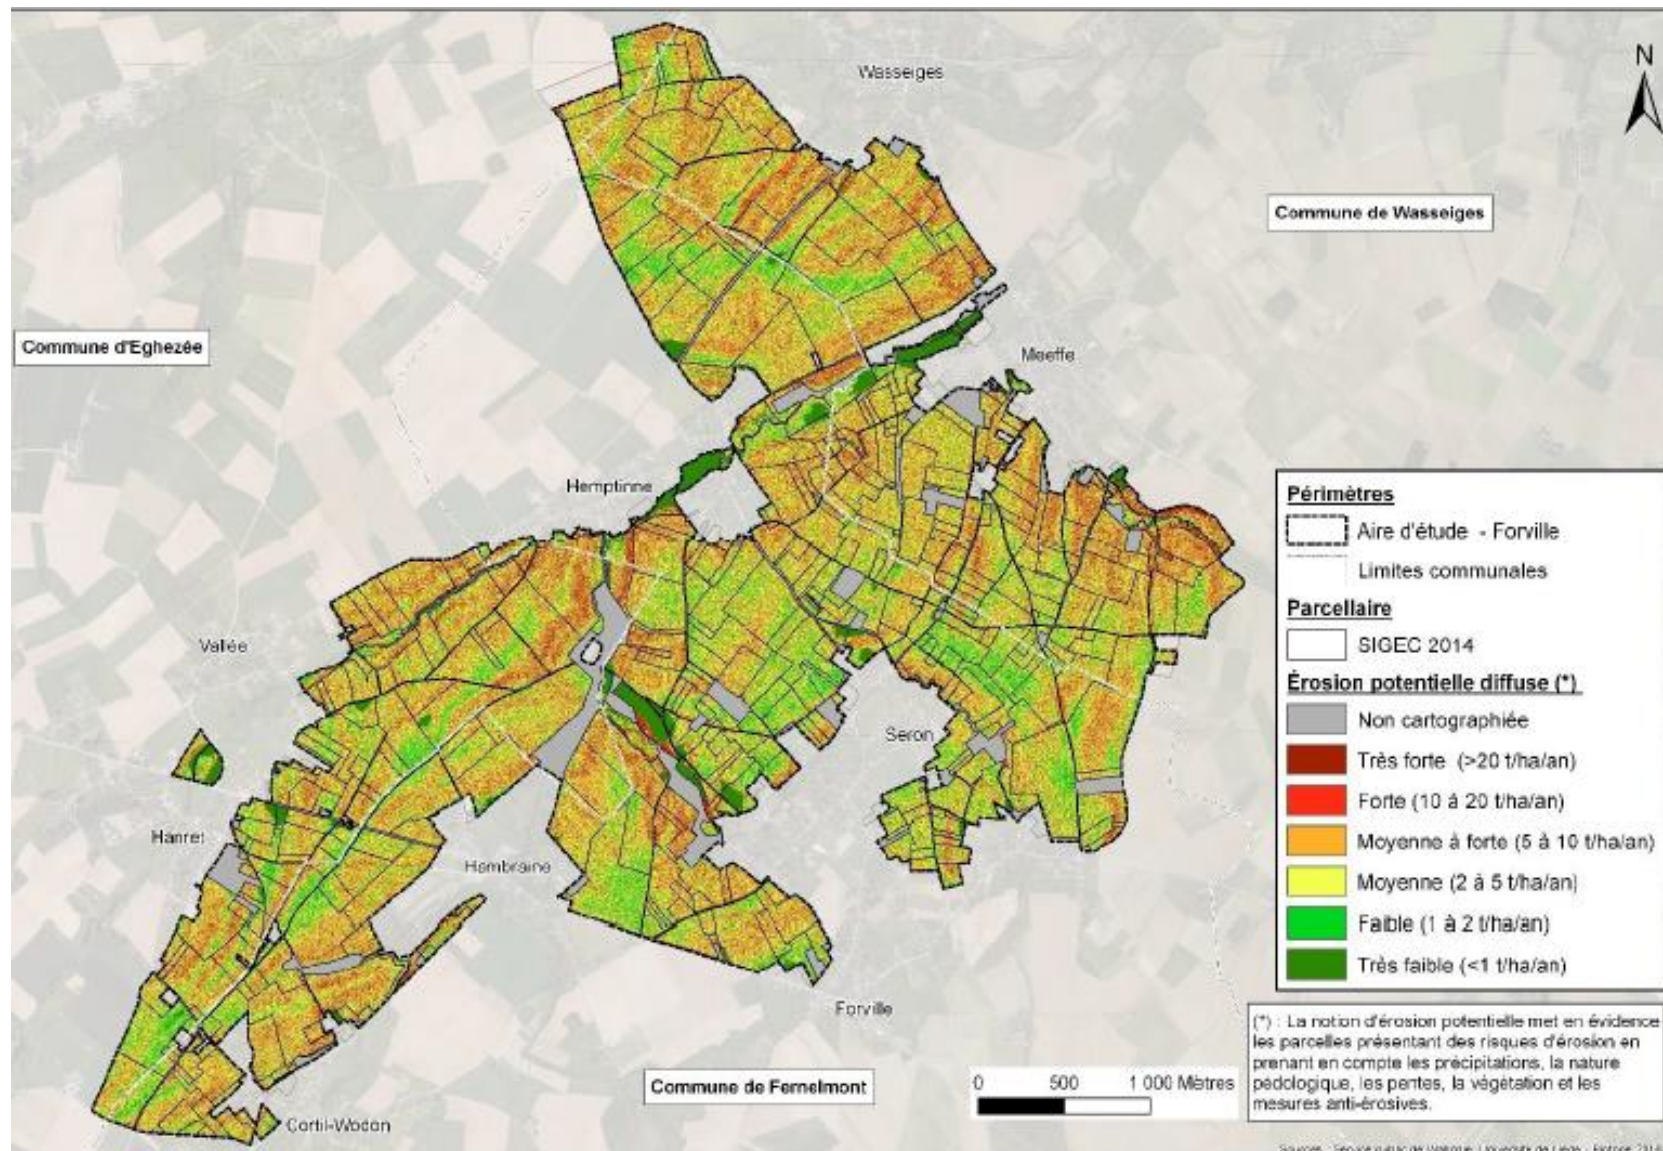 Wasseiges
N
Commune de Wasseiges
Commune d'Eghezée
Meeffe
Hemptinne
Vallée
Seron
Hanret
Hambraine
Forville
Commune de Fernelmont
Cortil-Wodon
0 500 1 000 Mètres
Périmètres
Aire d'étude - Forville
Limites communales
Parcellaire
SIGEC 2014
Érosion potentielle diffuse (*)
Non cartographiée
Très forte (>20 t/ha/an)
Forte (10 à 20 t/ha/an)
Moyenne à forte (5 à 10 t/ha/an)
Moyenne (2 à 5 t/ha/an)
Faible (1 à 2 t/ha/an)
Très faible (<1 t/ha/an)
(*) : La notion d'érosion potentielle met en évidence
les parcelles présentant des risques d'érosion en
prenant en compte les précipitations, la nature
pédologique, les pentes, la végétation et les
mesures anti-érosives.